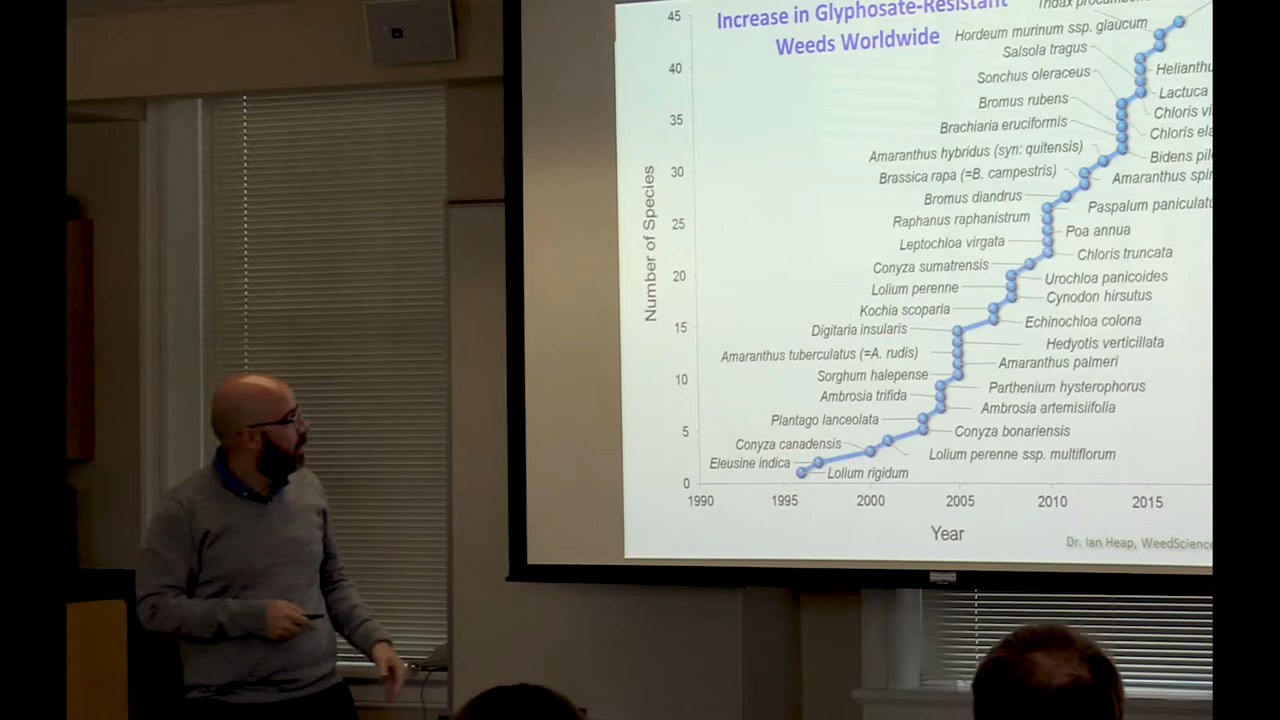 Increase in Glyphosate-Resistant
Weeds Worldwide
45
40
35
30
25
20
15
10
5
0
Number of Species
Tridax
Hordeum murinum ssp. glaucum
Salsola tragus
Helianthu
Sonchus oleraceus
Lactuca
Bromus rubens
Chloris vi
Brachiaria eruciformis
Chloris ela
Amaranthus hybridus (syn: quitensis)
Bidens pil
Brassica rapa (=B. campestris)
Amaranthus spin
Bromus diandrus
Paspalum paniculatu
Raphanus raphanistrum
Poa annua
Leptochloa virgata
Chloris truncata
Conyza sumatrensis
Urochloa panicoides
Lolium perenne
Cynodon hirsutus
Kochia scoparia
Echinochloa colona
Digitaria insularis
Hedyotis verticillata
Amaranthus tuberculatus (=A. rudis)
Amaranthus palmeri
Sorghum halepense
Parthenium hysterophorus
Ambrosia trifida
Ambrosia artemisiifolia
Plantago lanceolata
Conyza bonariensis
Conyza canadensis
Lolium perenne ssp. multiflorum
Eleusine indica
Lolium rigidum
1990 1995 2000 2005 2010 2015
Year
Dr. Ian Heap, WeedScience